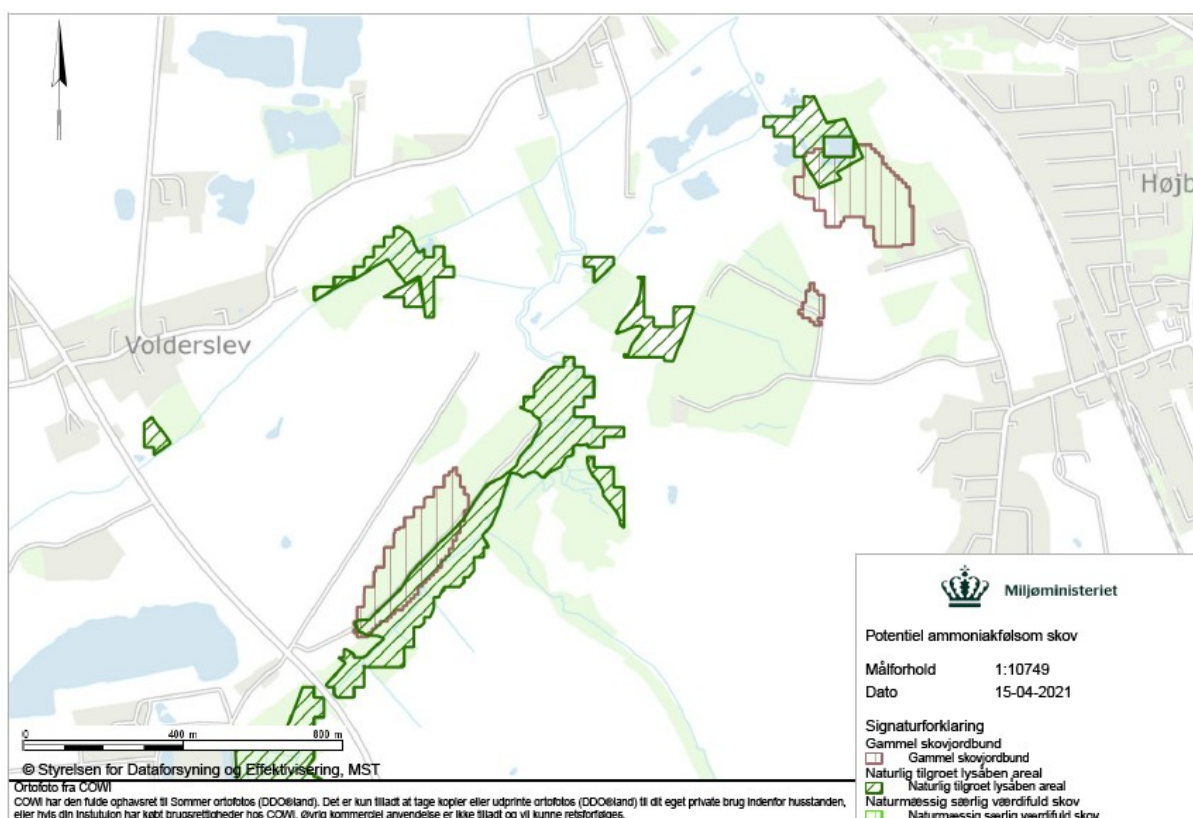 Højb
Volderslev
Miljøministeriet
Potentiel ammoniakfølsom skov
Målforhold 1:10749
Dato 15-04-2021
Signaturforklaring
Gammel skovjordbund
Gammel skovjordbund
Naturlig tilgroet lysåben areal
Naturlig tilgroet lysåben areal
Naturmæssig særlig værdifuld skov
Naturmæssig særlig værdifuld skov
0 400 m 800 m
© Styrelsen for Dataforsyning og Effektivisering, MST
Ortofoto fra COWI
COWI har den fulde ophavsret til Sommer ortofotos (DDO®land). Det er kun tilladt at tage kopier eller udprinte ortofotos (DDO®land) til dit eget private brug indenfor husstanden,
eller hvis din institution har købt brugsrettigheder hos COWI. Øvrig kommerciel anvendelse er ikke tilladt og vil kunne retsforfølges.